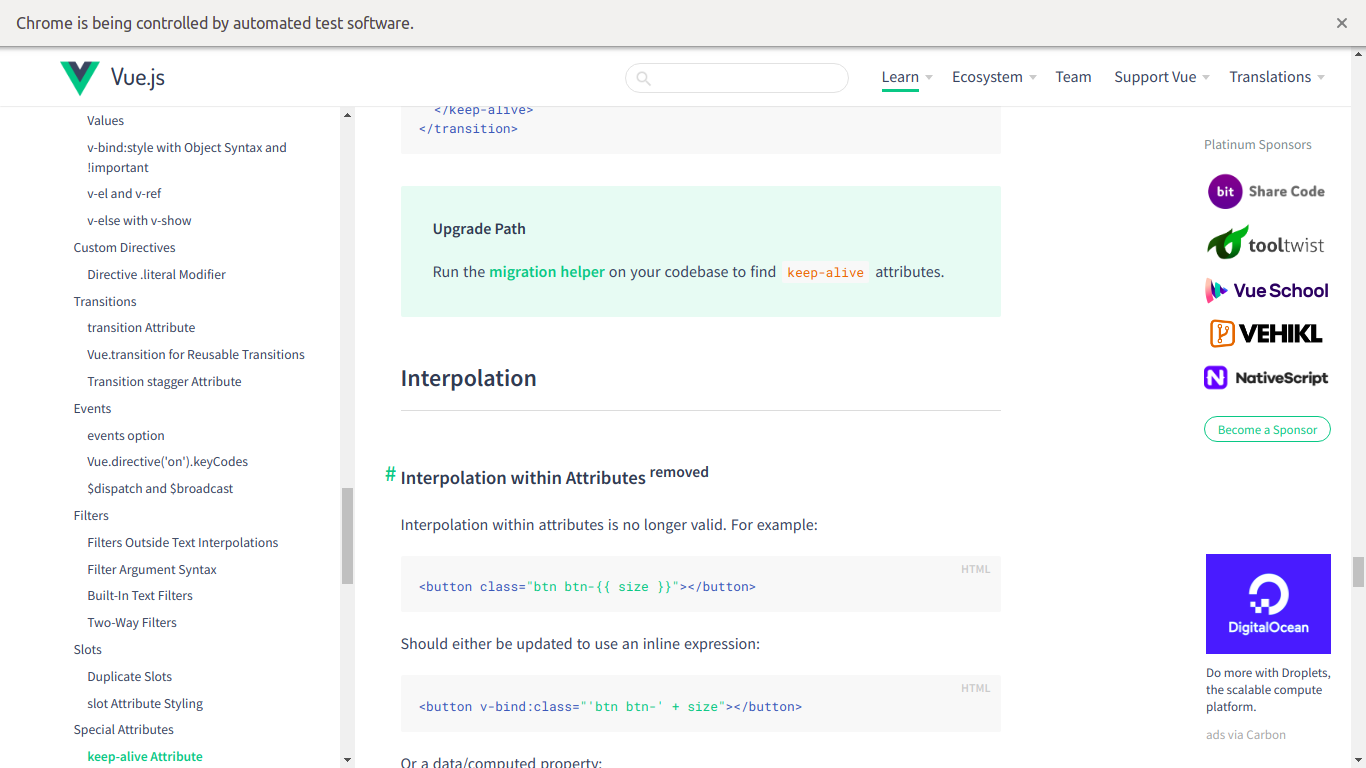 Chrome is being controlled by automated test software.
Vue.js
Learn
Ecosystem
Team
Support Vue
Translations
Values
v-bind:style with Object Syntax and
!important
v-el and v-ref
v-else with v-show
Custom Directives
Directive .literal Modifier
Transitions
transition Attribute
Vue.transition for Reusable Transitions
Transition stagger Attribute
Events
events option
Vue.directive('on').keyCodes
$dispatch and $broadcast
Filters
Filters Outside Text Interpolations
Filter Argument Syntax
Built-In Text Filters
Two-Way Filters
Slots
Duplicate Slots
slot Attribute Styling
Special Attributes
keep-alive Attribute
</keep-alive>
</transition>
Upgrade Path
Run the migration helper on your codebase to find keep-alive attributes.
Interpolation
# Interpolation within Attributes removed
Interpolation within attributes is no longer valid. For example:
HTML
<button class="btn btn-{{ size }}"></button>
Should either be updated to use an inline expression:
HTML
<button v-bind:class="'btn btn-' + size"></button>
Or a data/computed property:
Platinum Sponsors
bit Share Code
tooltwist
Vue School
VEHIKL
NativeScript
Become a Sponsor
DigitalOcean
Do more with Droplets,
the scalable compute
platform.
ads via Carbon